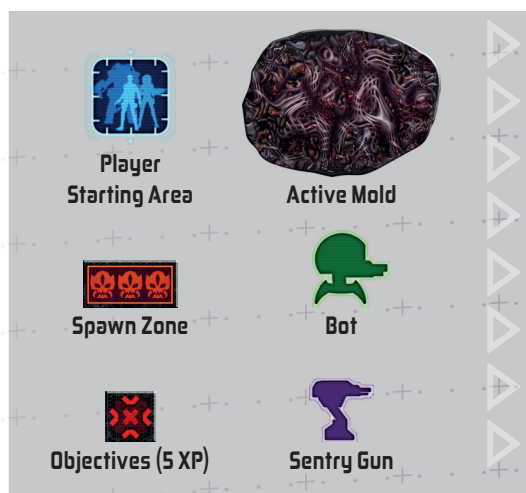 Player
Starting Area
Active Mold
Spawn Zone
Bot
Objectives (5 XP)
Sentry Gun